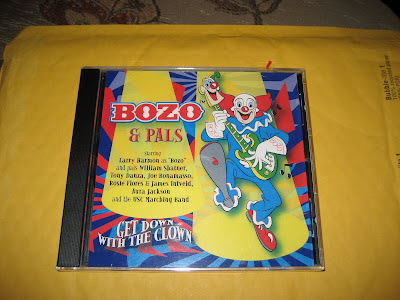 BOZO
& PALS
starring
Larry Harmon as "Bozo"
and pals William Shatner,
Tony Danza, Joe Bonamassa,
Rosie Flores & James Intveld,
Jura Jackson
and the USC Marching Band
GET DOWN
WITH THE CLOWN